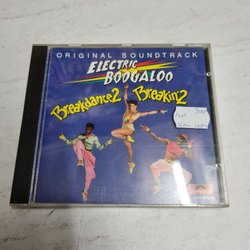 ORIGINAL SOUNDTRACK
ELECTRIC
BOOGALOO
Breakdance 2 Breakin' 2